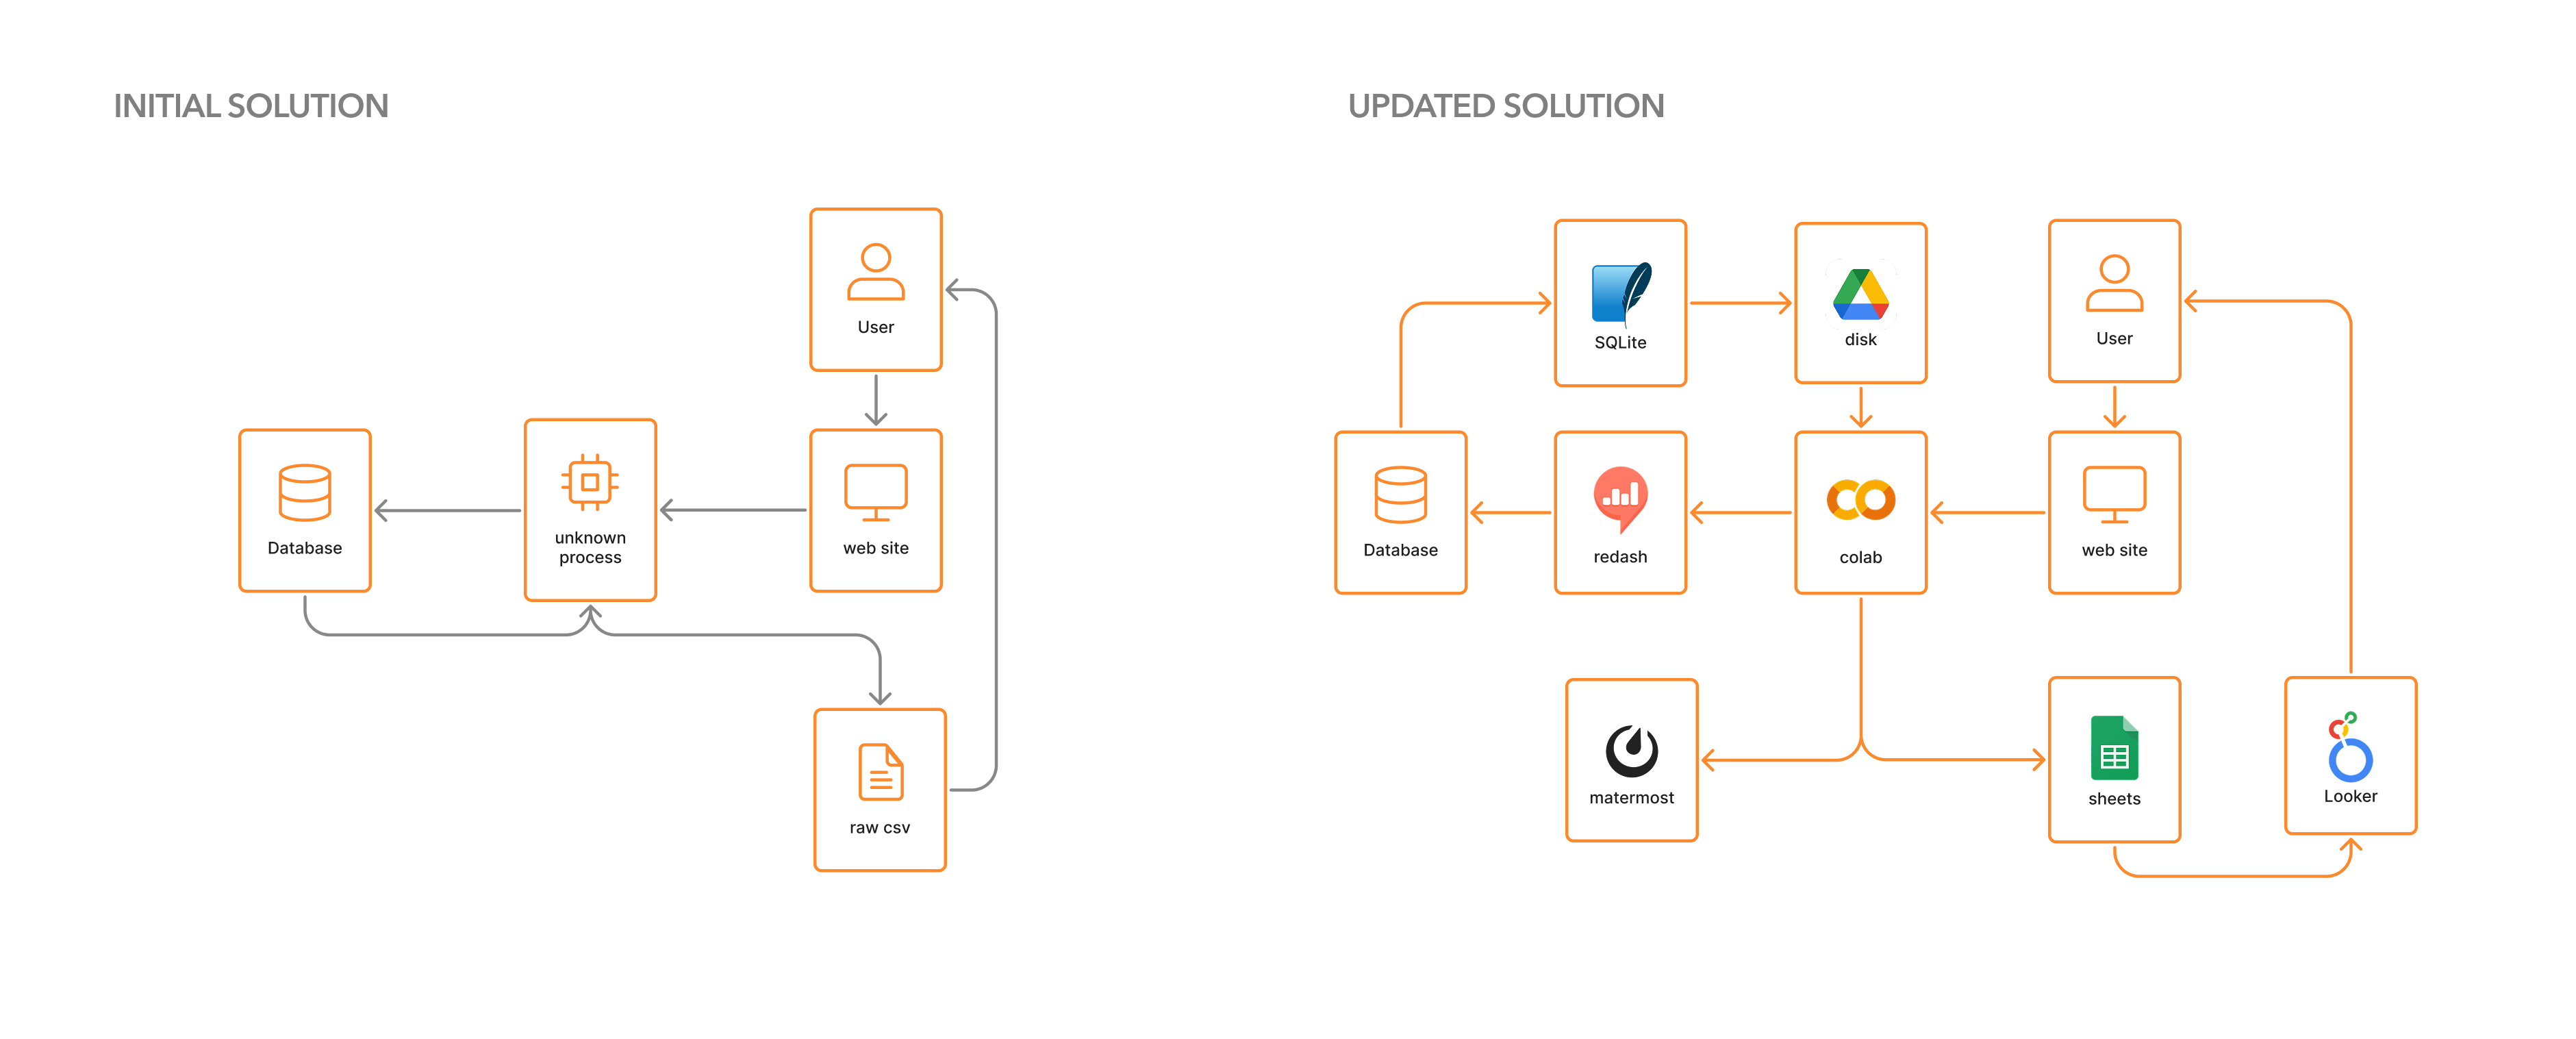 INITIAL SOLUTION
User
Database
unknown
process
web site
raw csv
UPDATED SOLUTION
SQLite
disk
User
Database
redash
colab
web site
matermost
sheets
Looker